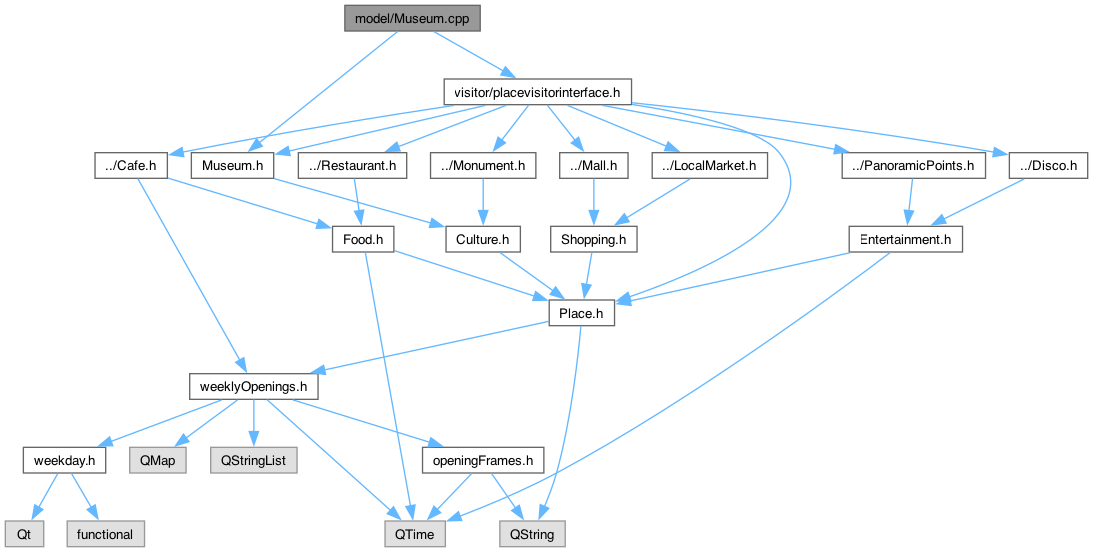 model/Museum.cpp
visitor/placevisitorinterface.h
../Cafe.h
Museum.h
../Restaurant.h
../Monument.h
../Mall.h
../LocalMarket.h
../PanoramicPoints.h
../Disco.h
Food.h
Culture.h
Shopping.h
Entertainment.h
Place.h
weeklyOpenings.h
weekday.h
QMap
QStringList
openingFrames.h
Qt
functional
QTime
QString